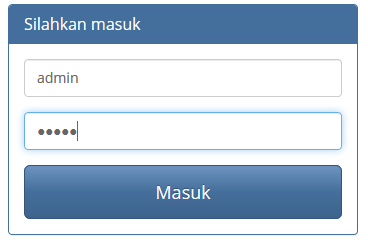 Silahkan masuk
admin
•••••
Masuk